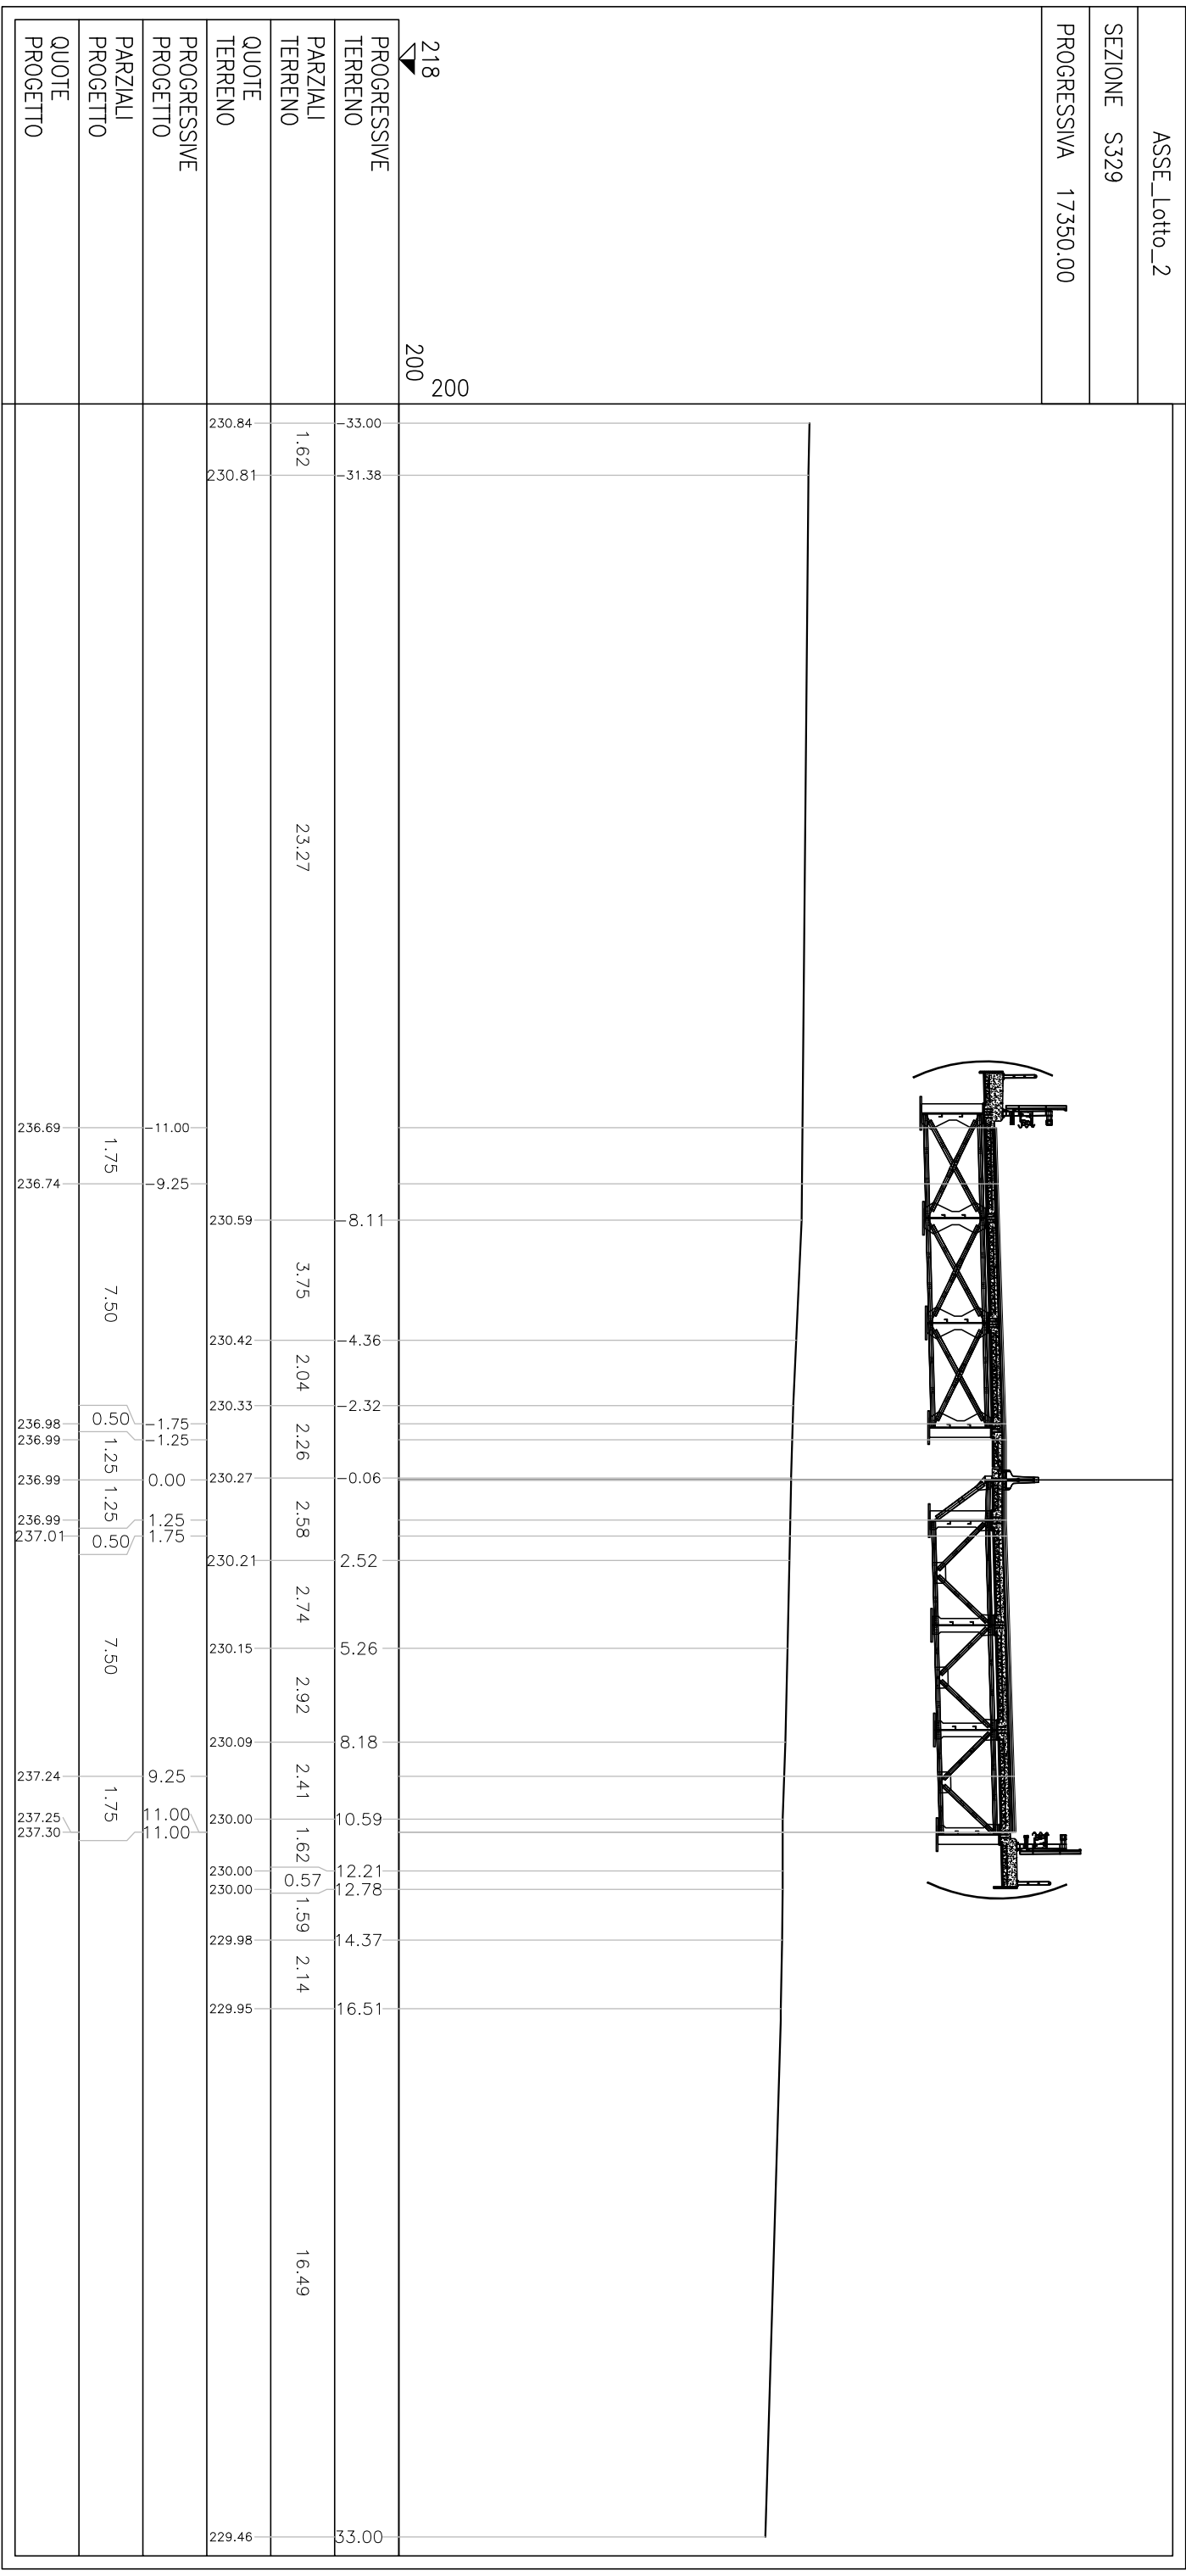 ASSE_Lotto_2
SEZIONE S329
PROGRESSIVA 17350.00
200
200
218
PROGRESSIVE TERRENO
-33.00 -31.38 -8.11 -4.36 -2.32 -0.06 2.52 5.26 8.18 10.59 12.21 12.78 14.37 16.51 33.00
PARZIALI TERRENO
1.62 23.27 3.75 2.04 2.26 2.58 2.74 2.92 2.41 1.62 0.57 1.59 2.14 16.49
QUOTE TERRENO
230.84 230.81 230.59 230.42 230.33 230.27 230.21 230.15 230.09 230.00 230.00 230.00 229.98 229.95 229.46
PROGRESSIVE PROGETTO
-11.00 -9.25 -1.75 -1.25 0.00 1.25 1.75 9.25 11.00 11.00
PARZIALI PROGETTO
1.75 7.50 0.50 1.25 1.25 0.50 7.50 1.75
QUOTE PROGETTO
236.69 236.74 236.98 236.99 236.99 236.99 237.01 237.24 237.25 237.30